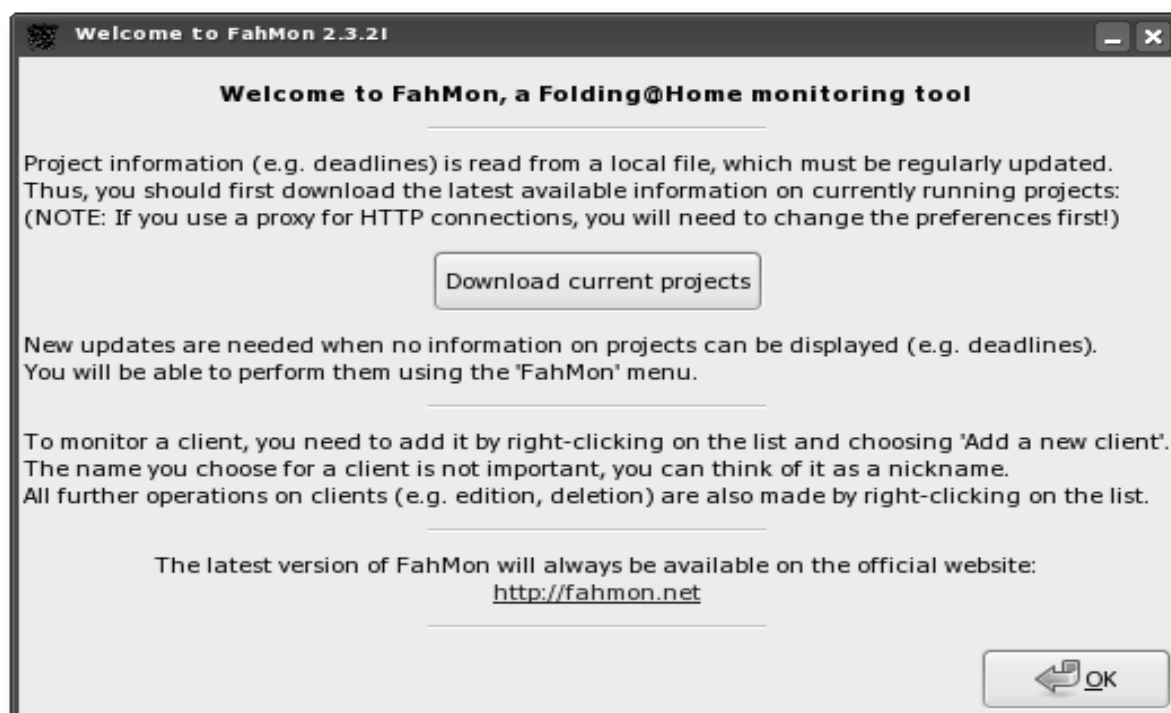 Welcome to FahMon 2.3.2!
Welcome to FahMon, a Folding@Home monitoring tool
Project information (e.g. deadlines) is read from a local file, which must be regularly updated.
Thus, you should first download the latest available information on currently running projects:
(NOTE: If you use a proxy for HTTP connections, you will need to change the preferences first!)
Download current projects
New updates are needed when no information on projects can be displayed (e.g. deadlines).
You will be able to perform them using the 'FahMon' menu.
To monitor a client, you need to add it by right-clicking on the list and choosing 'Add a new client'.
The name you choose for a client is not important, you can think of it as a nickname.
All further operations on clients (e.g. edition, deletion) are also made by right-clicking on the list.
The latest version of FahMon will always be available on the official website:
http://fahmon.net
OK